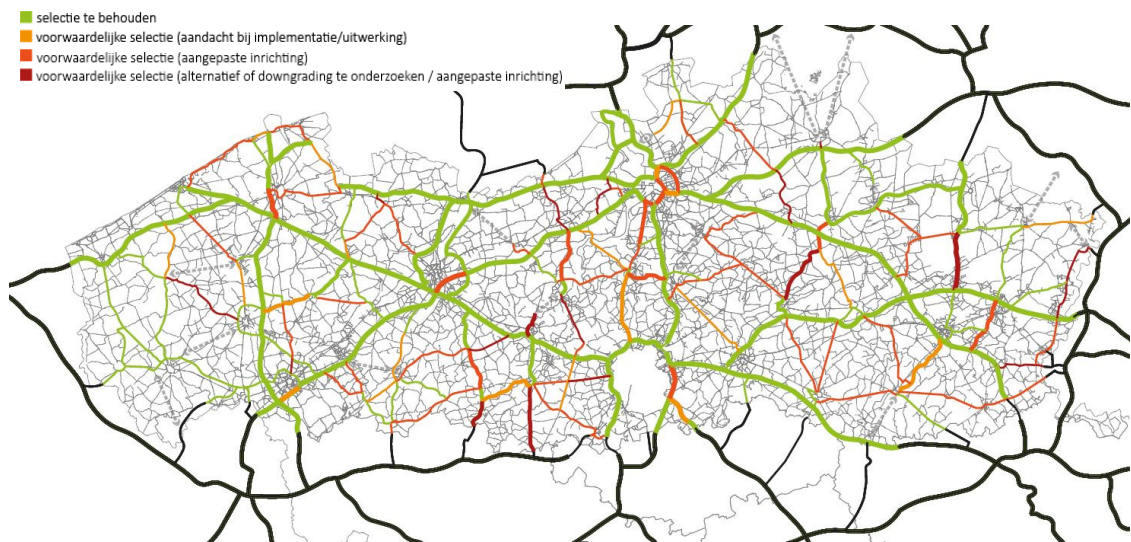 selectie te behouden
voorwaardelijke selectie (aandacht bij implementatie/uitwerking)
voorwaardelijke selectie (aangepaste inrichting)
voorwaardelijke selectie (alternatief of downgrading te onderzoeken / aangepaste inrichting)